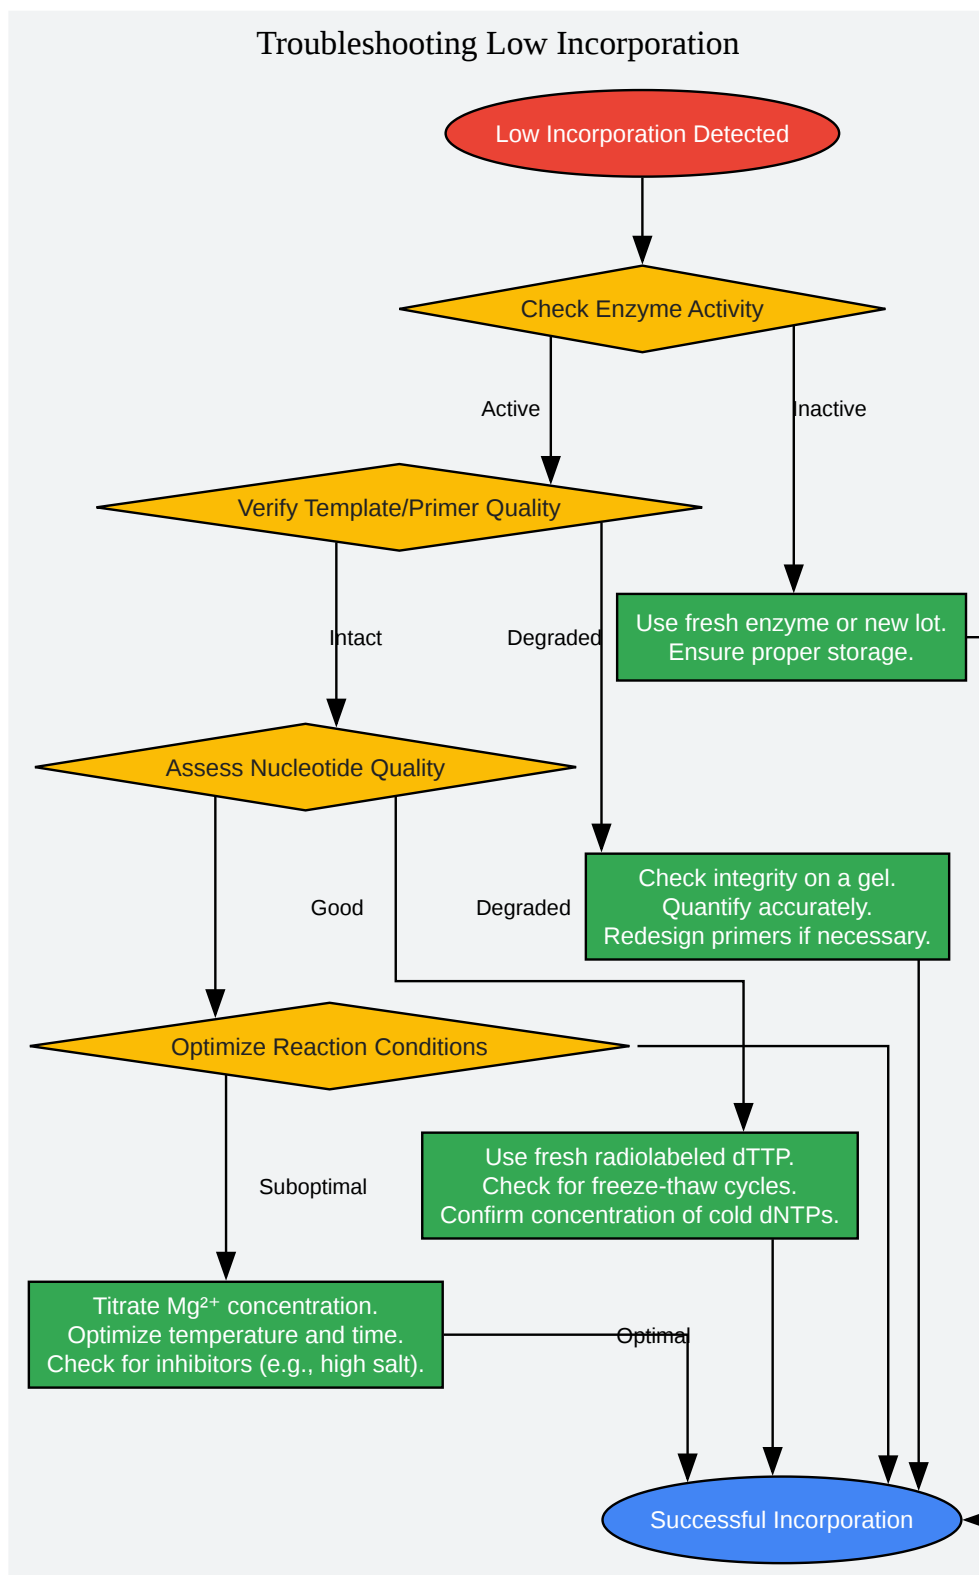 Troubleshooting Low Incorporation
Low Incorporation Detected
Check Enzyme Activity
Active
Inactive
Verify Template/Primer Quality
Use fresh enzyme or new lot.
Ensure proper storage.
Intact
Degraded
Assess Nucleotide Quality
Check integrity on a gel.
Quantify accurately.
Redesign primers if necessary.
Good
Degraded
Optimize Reaction Conditions
Use fresh radiolabeled dTTP.
Check for freeze-thaw cycles.
Confirm concentration of cold dNTPs.
Suboptimal
Titrate Mg²⁺ concentration.
Optimize temperature and time.
Check for inhibitors (e.g., high salt).
Optimal
Successful Incorporation